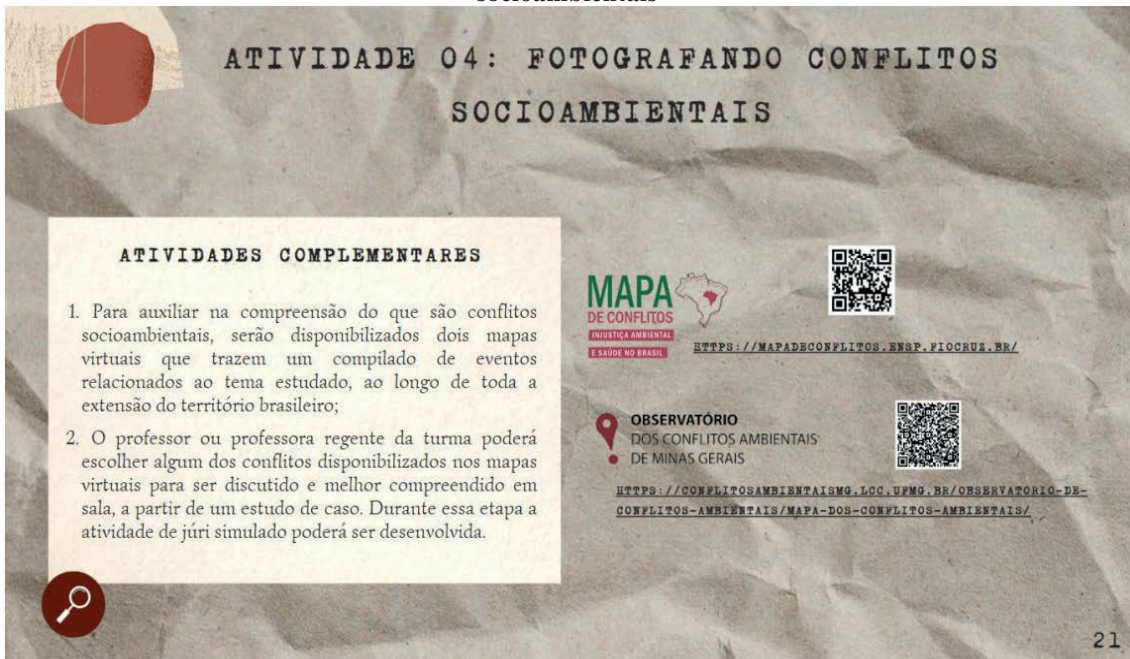 socioambientais
ATIVIDADE 04: FOTOGRAFANDO CONFLITOS
SOCIOAMBIENTAIS
ATIVIDADES COMPLEMENTARES
1. Para auxiliar na compreensão do que são conflitos
socioambientais, serão disponibilizados dois mapas
virtuais que trazem um compilado de eventos
relacionados ao tema estudado, ao longo de toda a
extensão do território brasileiro;
2. O professor ou professora regente da turma poderá
escolher algum dos conflitos disponibilizados nos mapas
virtuais para ser discutido e melhor compreendido em
sala, a partir de um estudo de caso. Durante essa etapa a
atividade de júri simulado poderá ser desenvolvida.
MAPA
DE CONFLITOS
INJUSTIÇA AMBIENTAL
E SAÚDE NO BRASIL
HTTPS://MAPADECONFLITOS.ENSP.FIOCRUZ.BR/
OBSERVATÓRIO
DOS CONFLITOS AMBIENTAIS
DE MINAS GERAIS
HTTPS://CONFLITOSAMBIENTAISMG.LCC.UFMG.BR/OBSERVATORIO-DE-
CONFLITOS-AMBIENTAIS/MAPA-DOS-CONFLITOS-AMBIENTAIS/
21